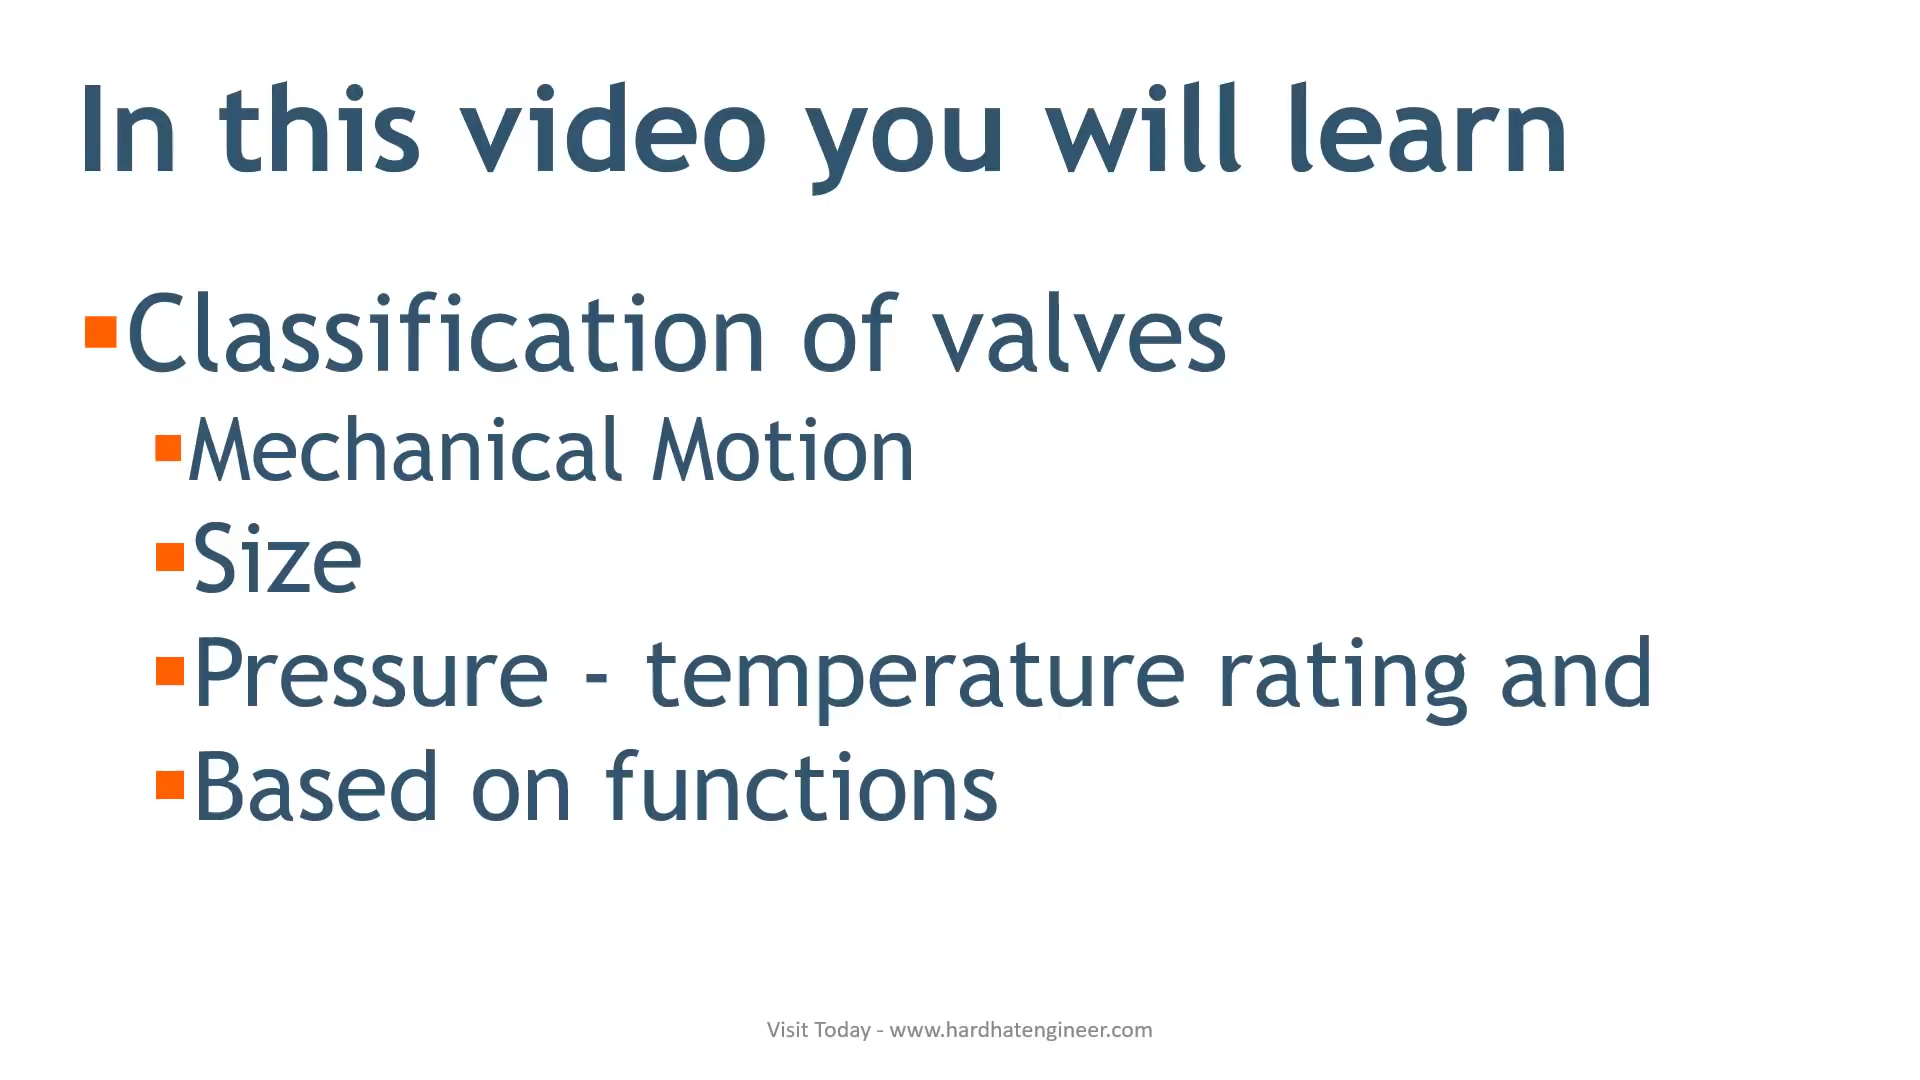 In this video you will learn
Classification of valves
Mechanical Motion
Size
Pressure - temperature rating and
Based on functions
Visit Today - www.hardhatengineer.com